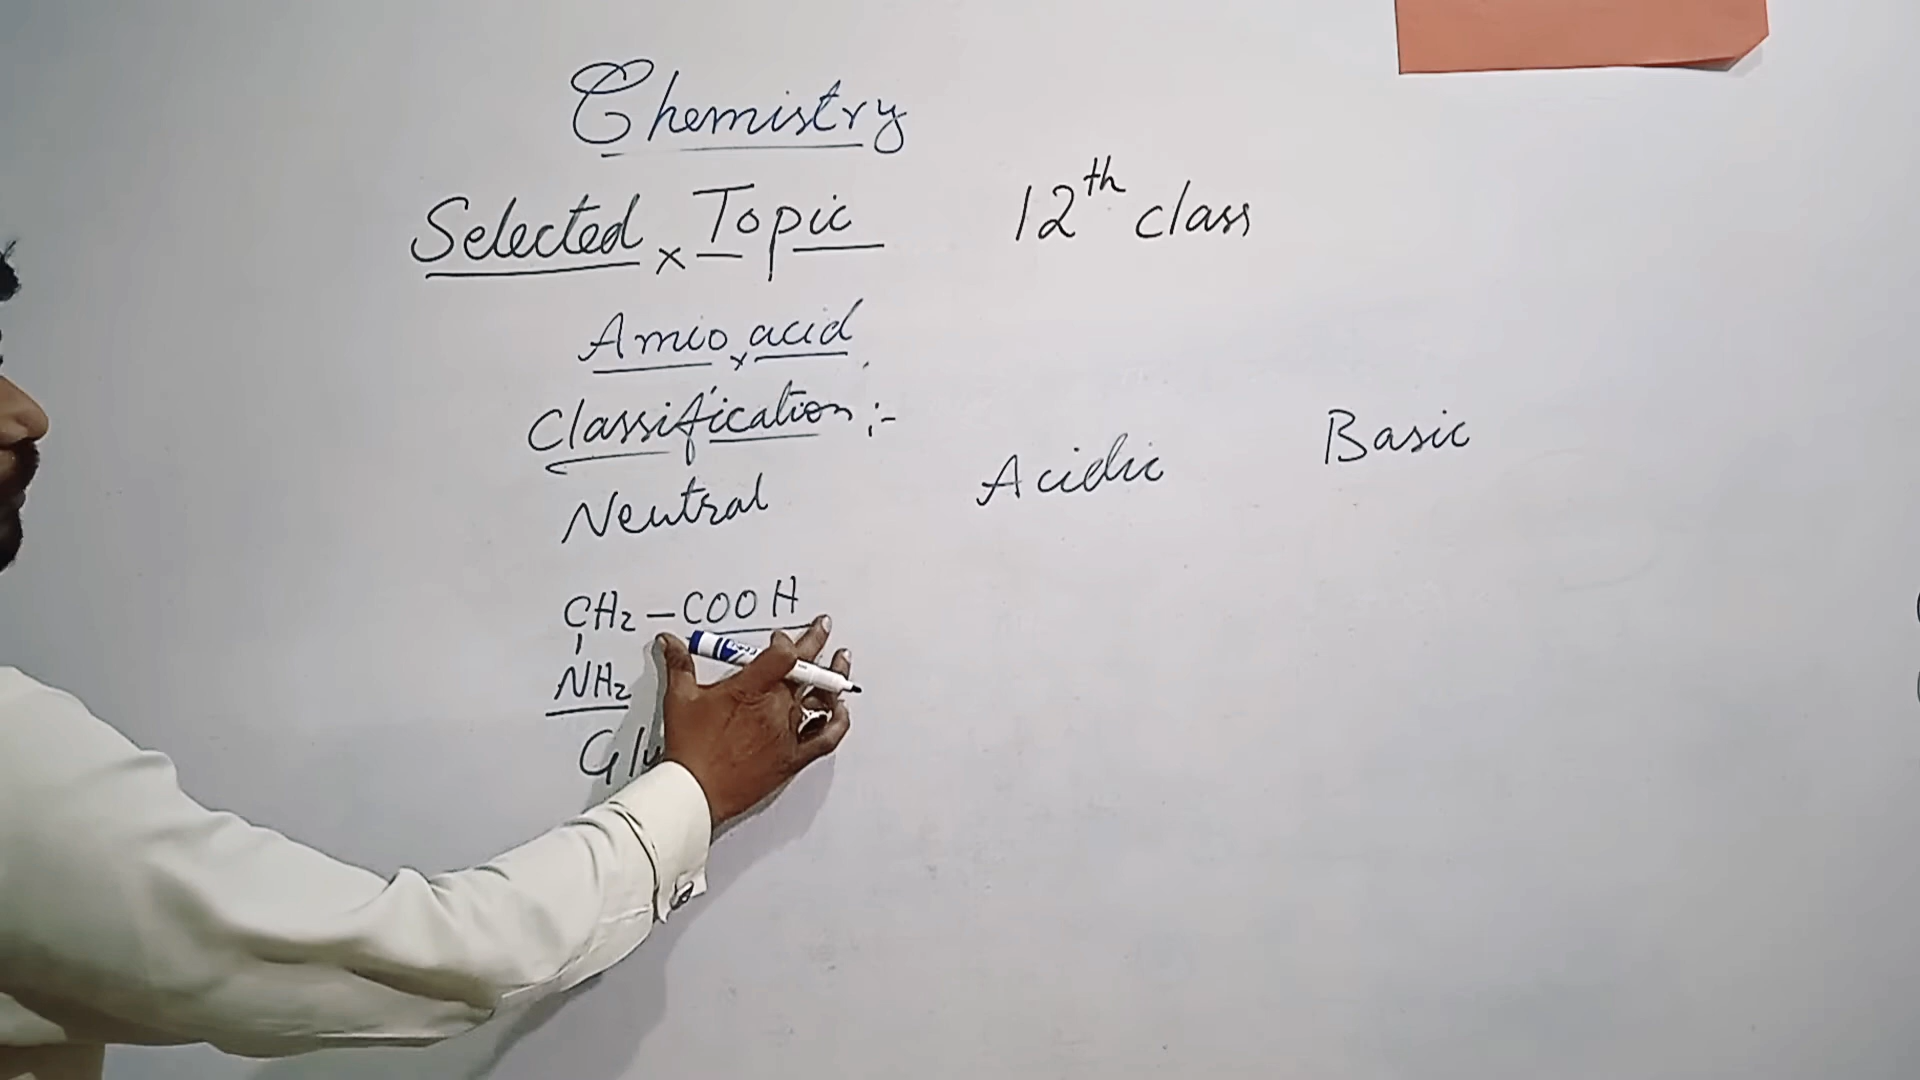 Chemistry
Selected Topic 12th class
Amio acid
Classification :-
Neutral Acidic Basic
CH2 - COOH
NH2